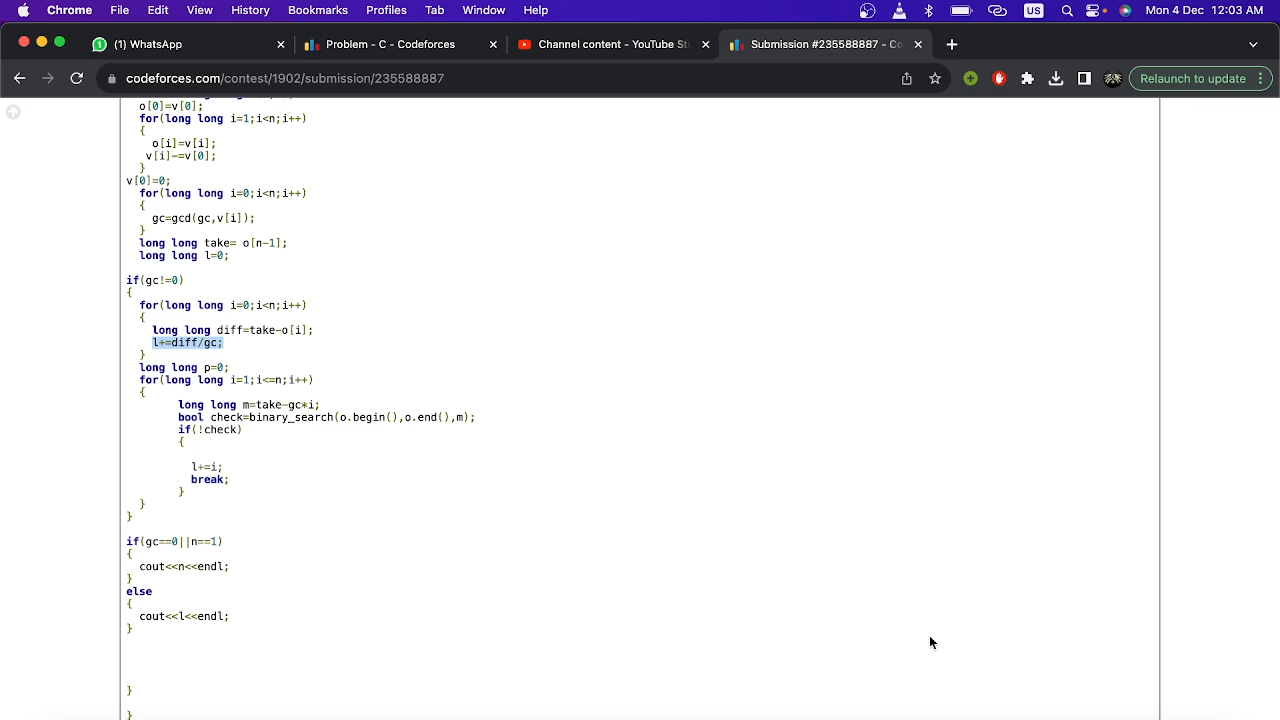 Chrome File Edit View History Bookmarks Profiles Tab Window Help US Mon 4 Dec 12:03 AM
(1) WhatsApp Problem - C - Codeforces Channel content - YouTube St Submission #235588887 - Co
codeforces.com/contest/1902/submission/235588887 Relaunch to update
o[0]=v[0];
for(long long i=1;i<n;i++)
{
o[i]=v[i];
v[i]-=v[0];
}
v[0]=0;
for(long long i=0;i<n;i++)
{
gc=gcd(gc,v[i]);
}
long long take= o[n-1];
long long l=0;
if(gc!=0)
{
for(long long i=0;i<n;i++)
{
long long diff=take-o[i];
l+=diff/gc;
}
long long p=0;
for(long long i=1;i<=n;i++)
{
long long m=take-gc*i;
bool check=binary_search(o.begin(),o.end(),m);
if(!check)
{
l+=i;
break;
}
}
}
if(gc==0||n==1)
{
cout<<n<<endl;
}
else
{
cout<<l<<endl;
}
}
}